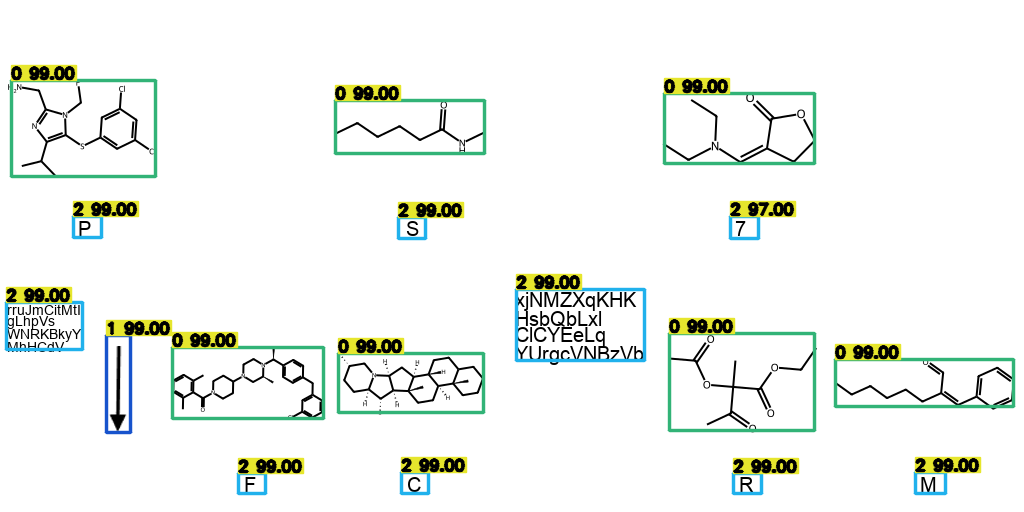 0 99.00
0 99.00
0 99.00
2 99.00
P
2 99.00
S
2 97.00
7
2 99.00
rruJmCitMtI
gLhpVs
WNRKBkyY
MhHCdV
1 99.00
0 99.00
0 99.00
2 99.00
xjNMZXqKHK
HsbQbLxl
ClCYEeLq
YUrgcVNBzVb
0 99.00
0 99.00
2 99.00
F
2 99.00
C
2 99.00
R
2 99.00
M